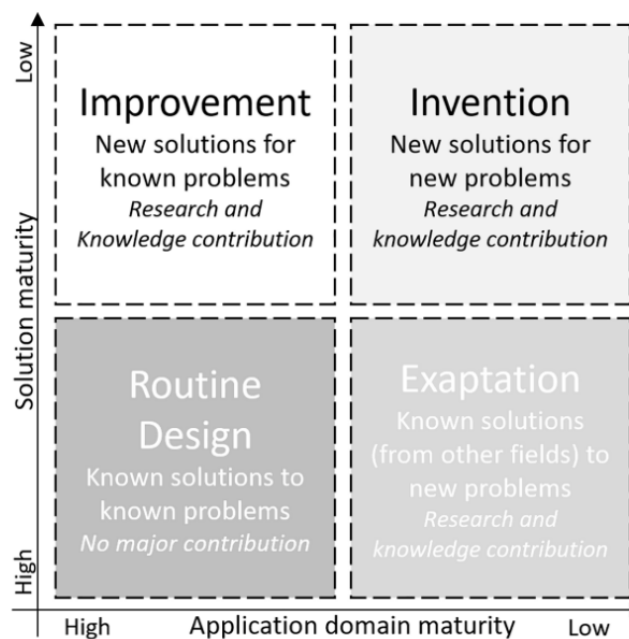 Low
Solution maturity
High
Improvement
New solutions for
known problems
Research and
Knowledge contribution
Invention
New solutions for
new problems
Research and
knowledge contribution
Routine
Design
Known solutions to
known problems
No major contribution
Exaptation
Known solutions
(from other fields) to
new problems
Research and
knowledge contribution
High
Application domain maturity
Low